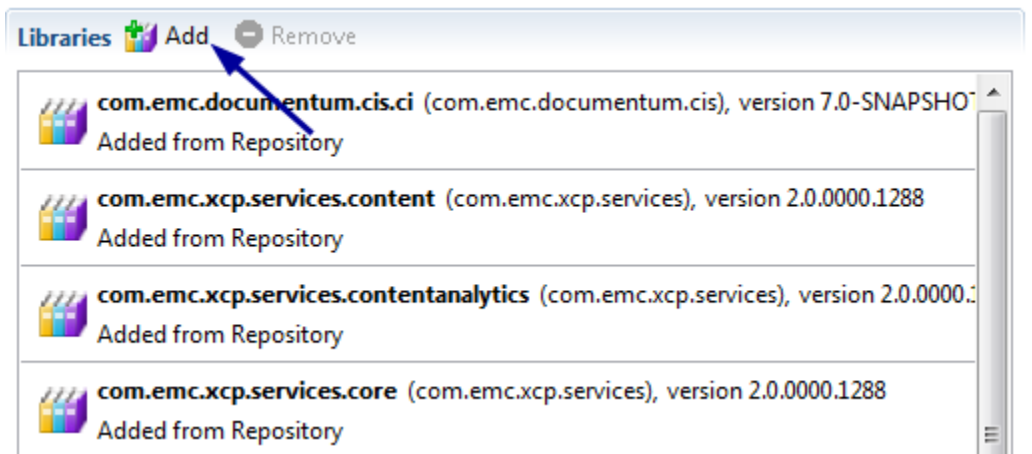 Libraries Add Remove
com.emc.documentum.cis.ci (com.emc.documentum.cis), version 7.0-SNAPSHOT
Added from Repository
com.emc.xcp.services.content (com.emc.xcp.services), version 2.0.0000.1288
Added from Repository
com.emc.xcp.services.contentanalytics (com.emc.xcp.services), version 2.0.0000.1
Added from Repository
com.emc.xcp.services.core (com.emc.xcp.services), version 2.0.0000.1288
Added from Repository